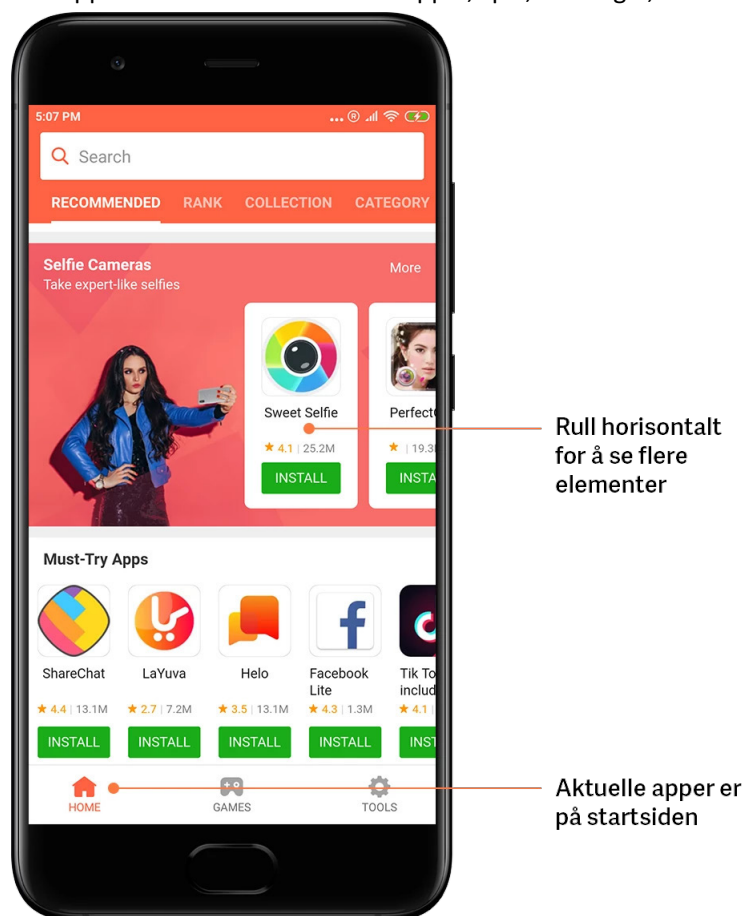 5:07 PM
Search
RECOMMENDED RANK COLLECTION CATEGORY
Selfie Cameras
More
Take expert-like selfies
Sweet Selfie
4.1 | 25.2M
INSTALL
Must-Try Apps
ShareChat
LaYuva
Helo
Facebook
Lite
4.4 | 13.1M
2.7 | 7.2M
3.5 | 13.1M
4.3 | 1.3M
4.1
INSTALL
INSTALL
INSTALL
INSTALL
HOME
GAMES
TOOLS
Rull horisontalt
for å se flere
elementer
Aktuelle apper er
på startsiden